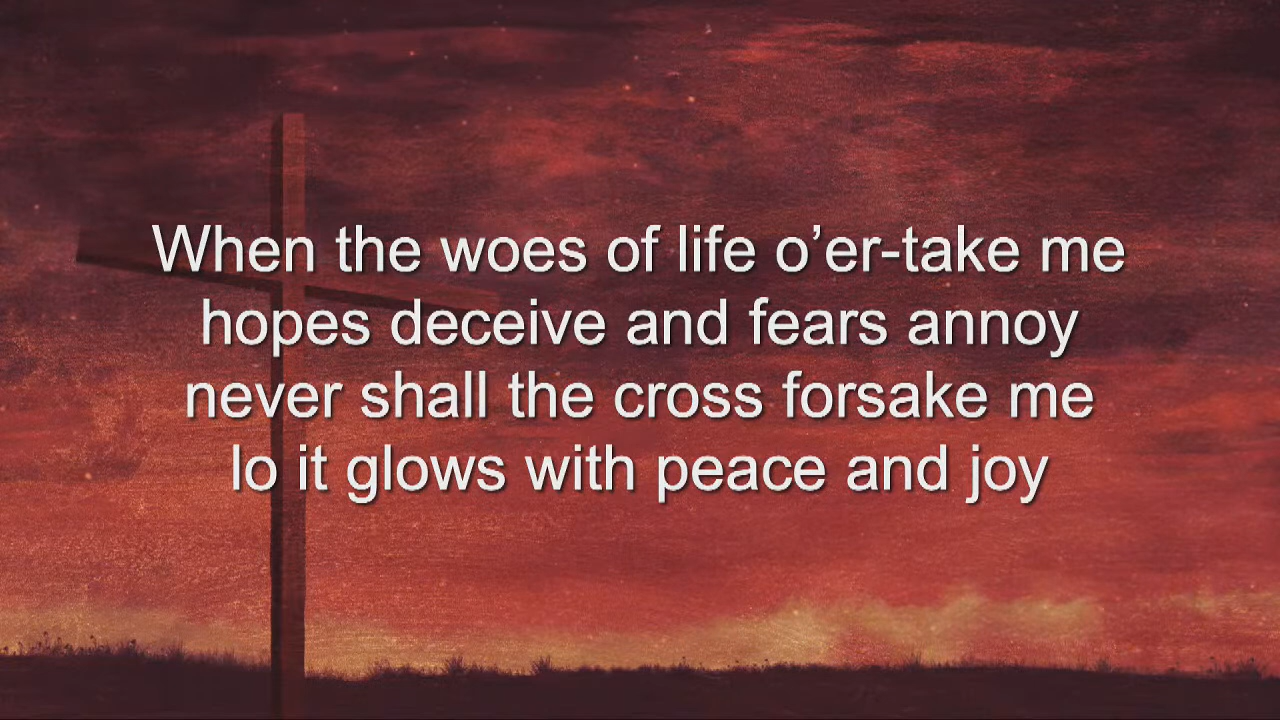 When the woes of life o’er-take me
hopes deceive and fears annoy
never shall the cross forsake me
lo it glows with peace and joy